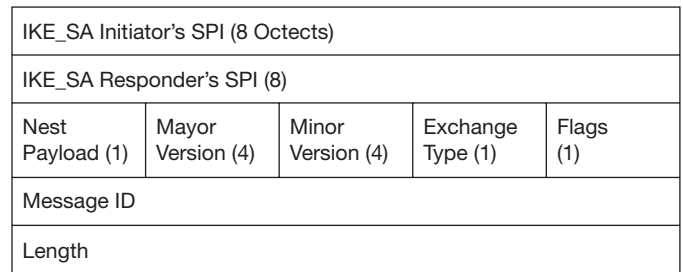 IKE_SA Initiator's SPI (8 Octects)
IKE_SA Responder's SPI (8)
Nest
Payload (1)
Mayor
Version (4)
Minor
Version (4)
Exchange
Type (1)
Flags
(1)
Message ID
Length